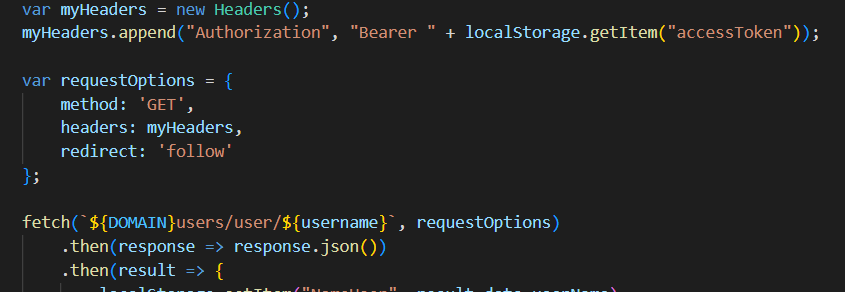 var myHeaders = new Headers();
myHeaders.append("Authorization", "Bearer " + localStorage.getItem("accessToken"));
var requestOptions = {
method: 'GET',
headers: myHeaders,
redirect: 'follow'
};
fetch(`${DOMAIN}users/user/${username}`, requestOptions)
.then(response => response.json())
.then(result => {